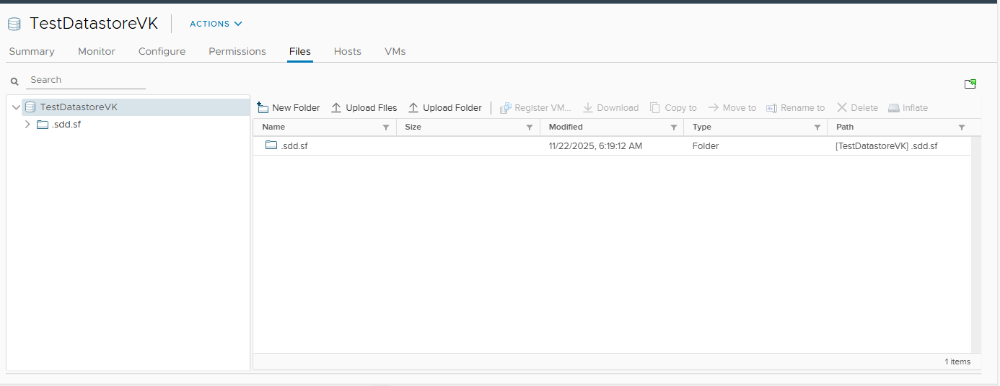 TestDatastoreVK ACTIONS
Summary Monitor Configure Permissions Files Hosts VMs
Search
TestDatastoreVK
.sdd.sf
New Folder Upload Files Upload Folder Register VM... Download Copy to Move to Rename to Delete Inflate
Name Size Modified Type Path
.sdd.sf 11/22/2025, 6:19:12 AM Folder [TestDatastoreVK] .sdd.sf
1 items